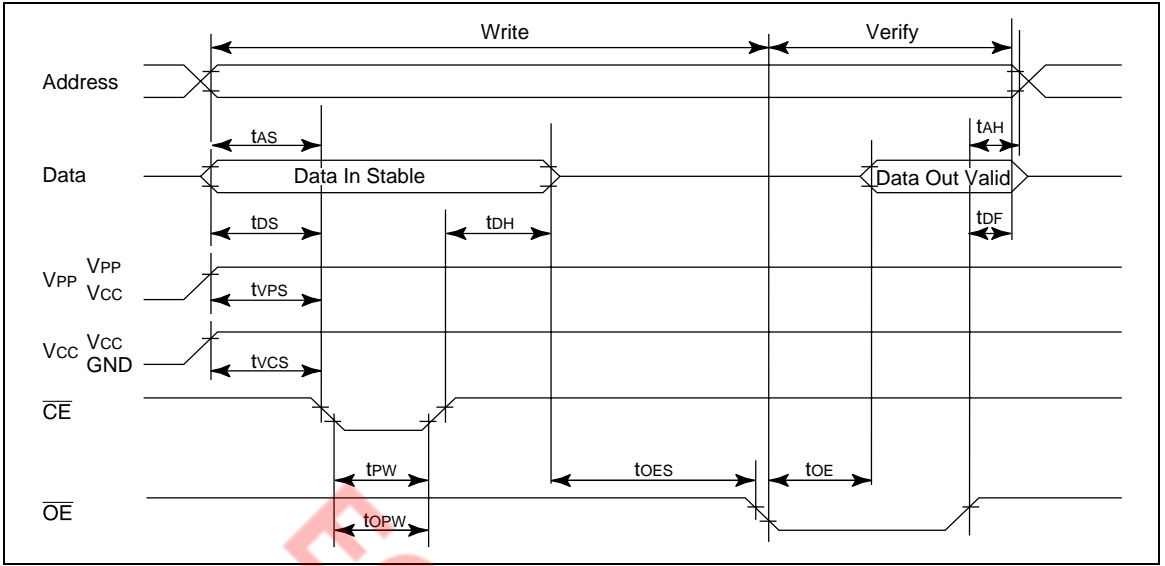 Write Verify
Address
tAS tAH
Data Data In Stable Data Out Valid
tDS tDH tDF
VPP VPP
VCC
tVPS
VCC VCC
GND
tVCS
CE
tPW tOES tOE
OE
tOPW